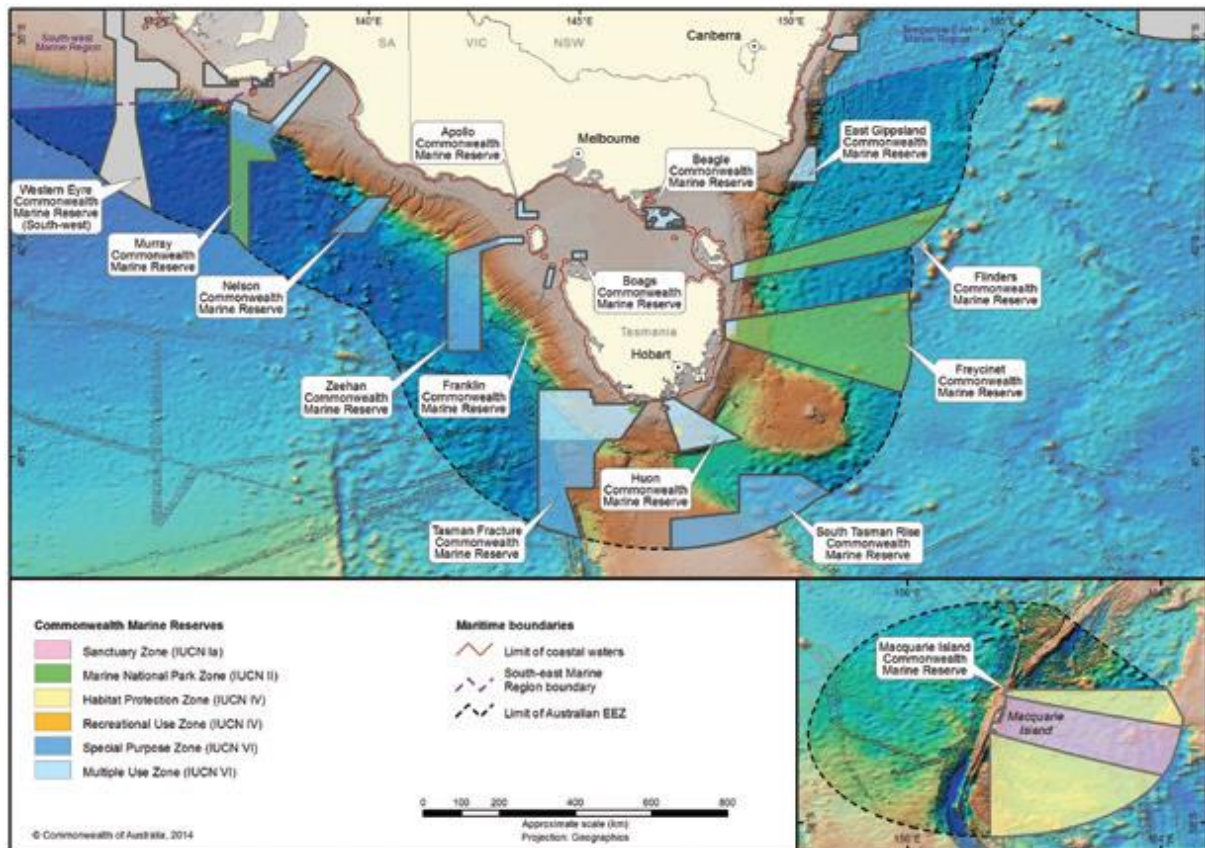 140°E
145°E
150°E
South-west
Marine Region
SA
VIC
NSW
Canberra
Marine Region
Melbourne
Apollo
Commonwealth
Marine Reserve
Beagle
Commonwealth
Marine Reserve
East Gippsland
Commonwealth
Marine Reserve
Western Eyre
Commonwealth
Marine Reserve
(South-west)
Murray
Commonwealth
Marine Reserve
Nelson
Commonwealth
Marine Reserve
Boags
Commonwealth
Marine Reserve
Flinders
Commonwealth
Marine Reserve
Tasmania
Hobart
Zeehan
Commonwealth
Marine Reserve
Franklin
Commonwealth
Marine Reserve
Freycinet
Commonwealth
Marine Reserve
Huon
Commonwealth
Marine Reserve
Tasman Fracture
Commonwealth
Marine Reserve
South Tasman Rise
Commonwealth
Marine Reserve
Commonwealth Marine Reserves
Sanctuary Zone (IUCN Ia)
Marine National Park Zone (IUCN II)
Habitat Protection Zone (IUCN IV)
Recreational Use Zone (IUCN IV)
Special Purpose Zone (IUCN VI)
Multiple Use Zone (IUCN VI)
© Commonwealth of Australia, 2014
Maritime boundaries
Limit of coastal waters
South-east Marine
Region boundary
Limit of Australian EEZ
0 100 200 400 600 800
Approximate scale (km)
Projection: Geographics
Macquarie Island
Commonwealth
Marine Reserve
Macquarie
Island